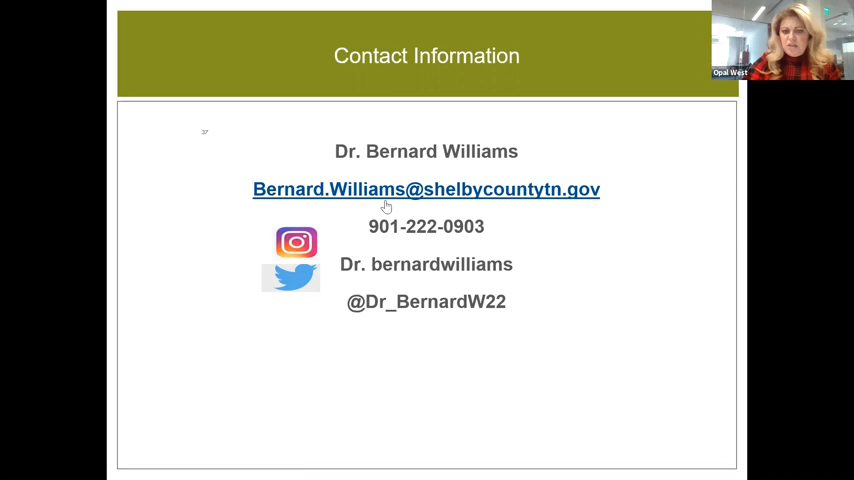 Contact Information
Opal West
37
Dr. Bernard Williams
Bernard.Williams@shelbycountytn.gov
901-222-0903
Dr. bernardwilliams
@Dr_BernardW22